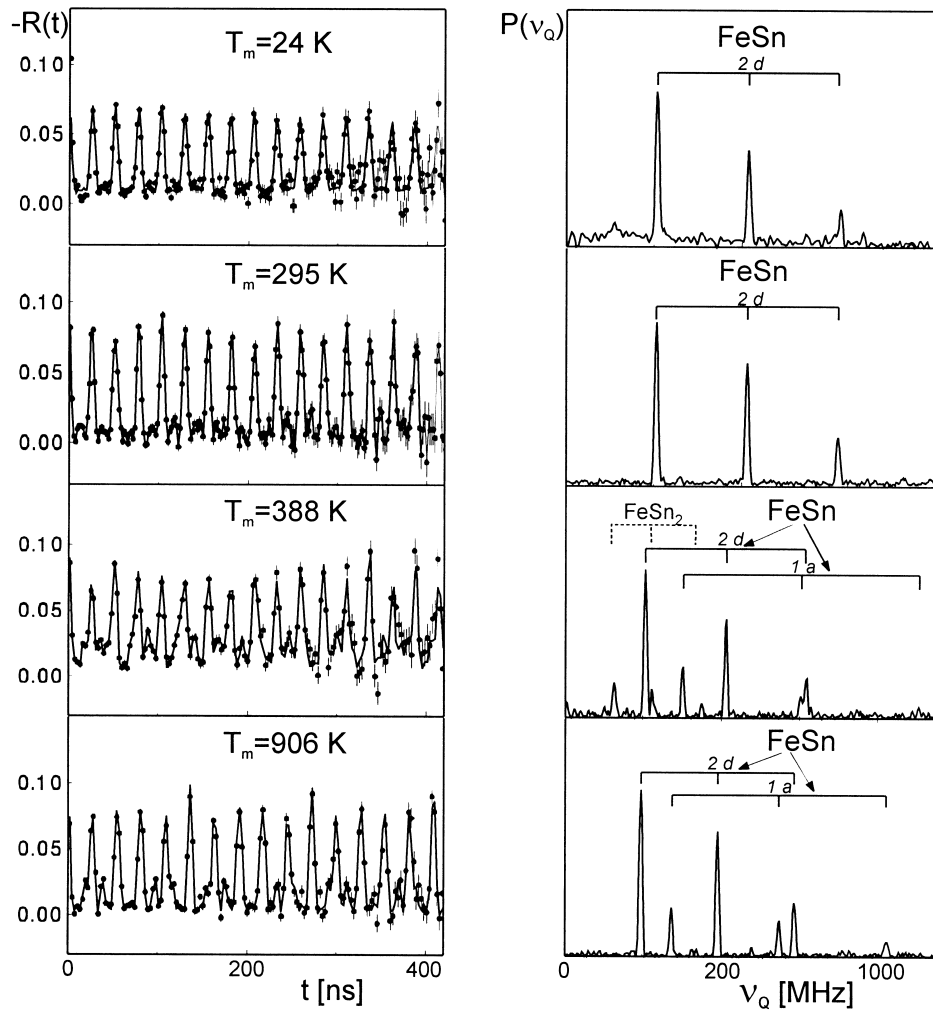 -R(t)
T_m=24 K
0.10
0.05
0.00
T_m=295 K
0.10
0.05
0.00
T_m=388 K
0.10
0.05
0.00
T_m=906 K
0.10
0.05
0.00
0 200 400
t [ns]
P(ν_Q)
FeSn
2 d
FeSn
2 d
FeSn₂ FeSn
2 d
1 a
FeSn
2 d
1 a
0 200 1000
ν_Q [MHz]